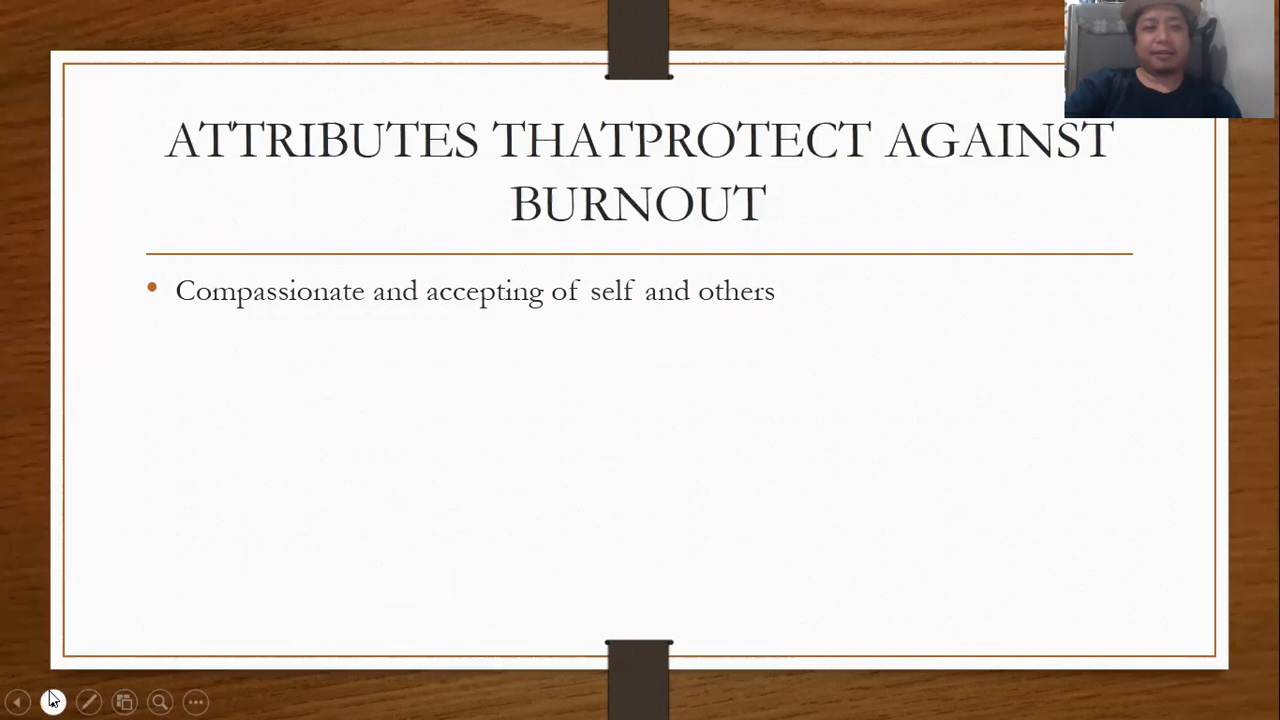 ATTRIBUTES THATPROTECT AGAINST
BURNOUT
• Compassionate and accepting of self and others